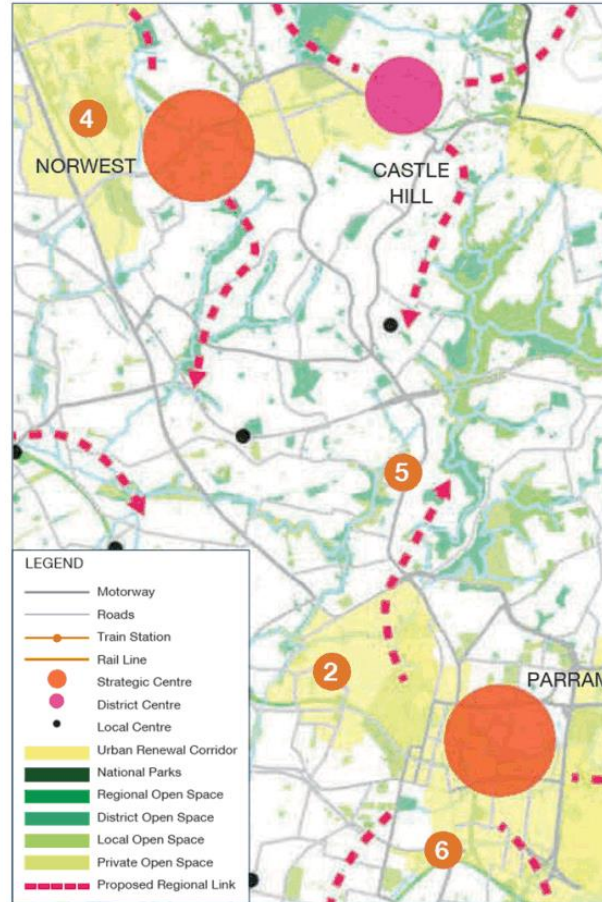 4
NORWEST
CASTLE
HILL
5
2
PARRAM
6
LEGEND
Motorway
Roads
Train Station
Rail Line
Strategic Centre
District Centre
Local Centre
Urban Renewal Corridor
National Parks
Regional Open Space
District Open Space
Local Open Space
Private Open Space
Proposed Regional Link